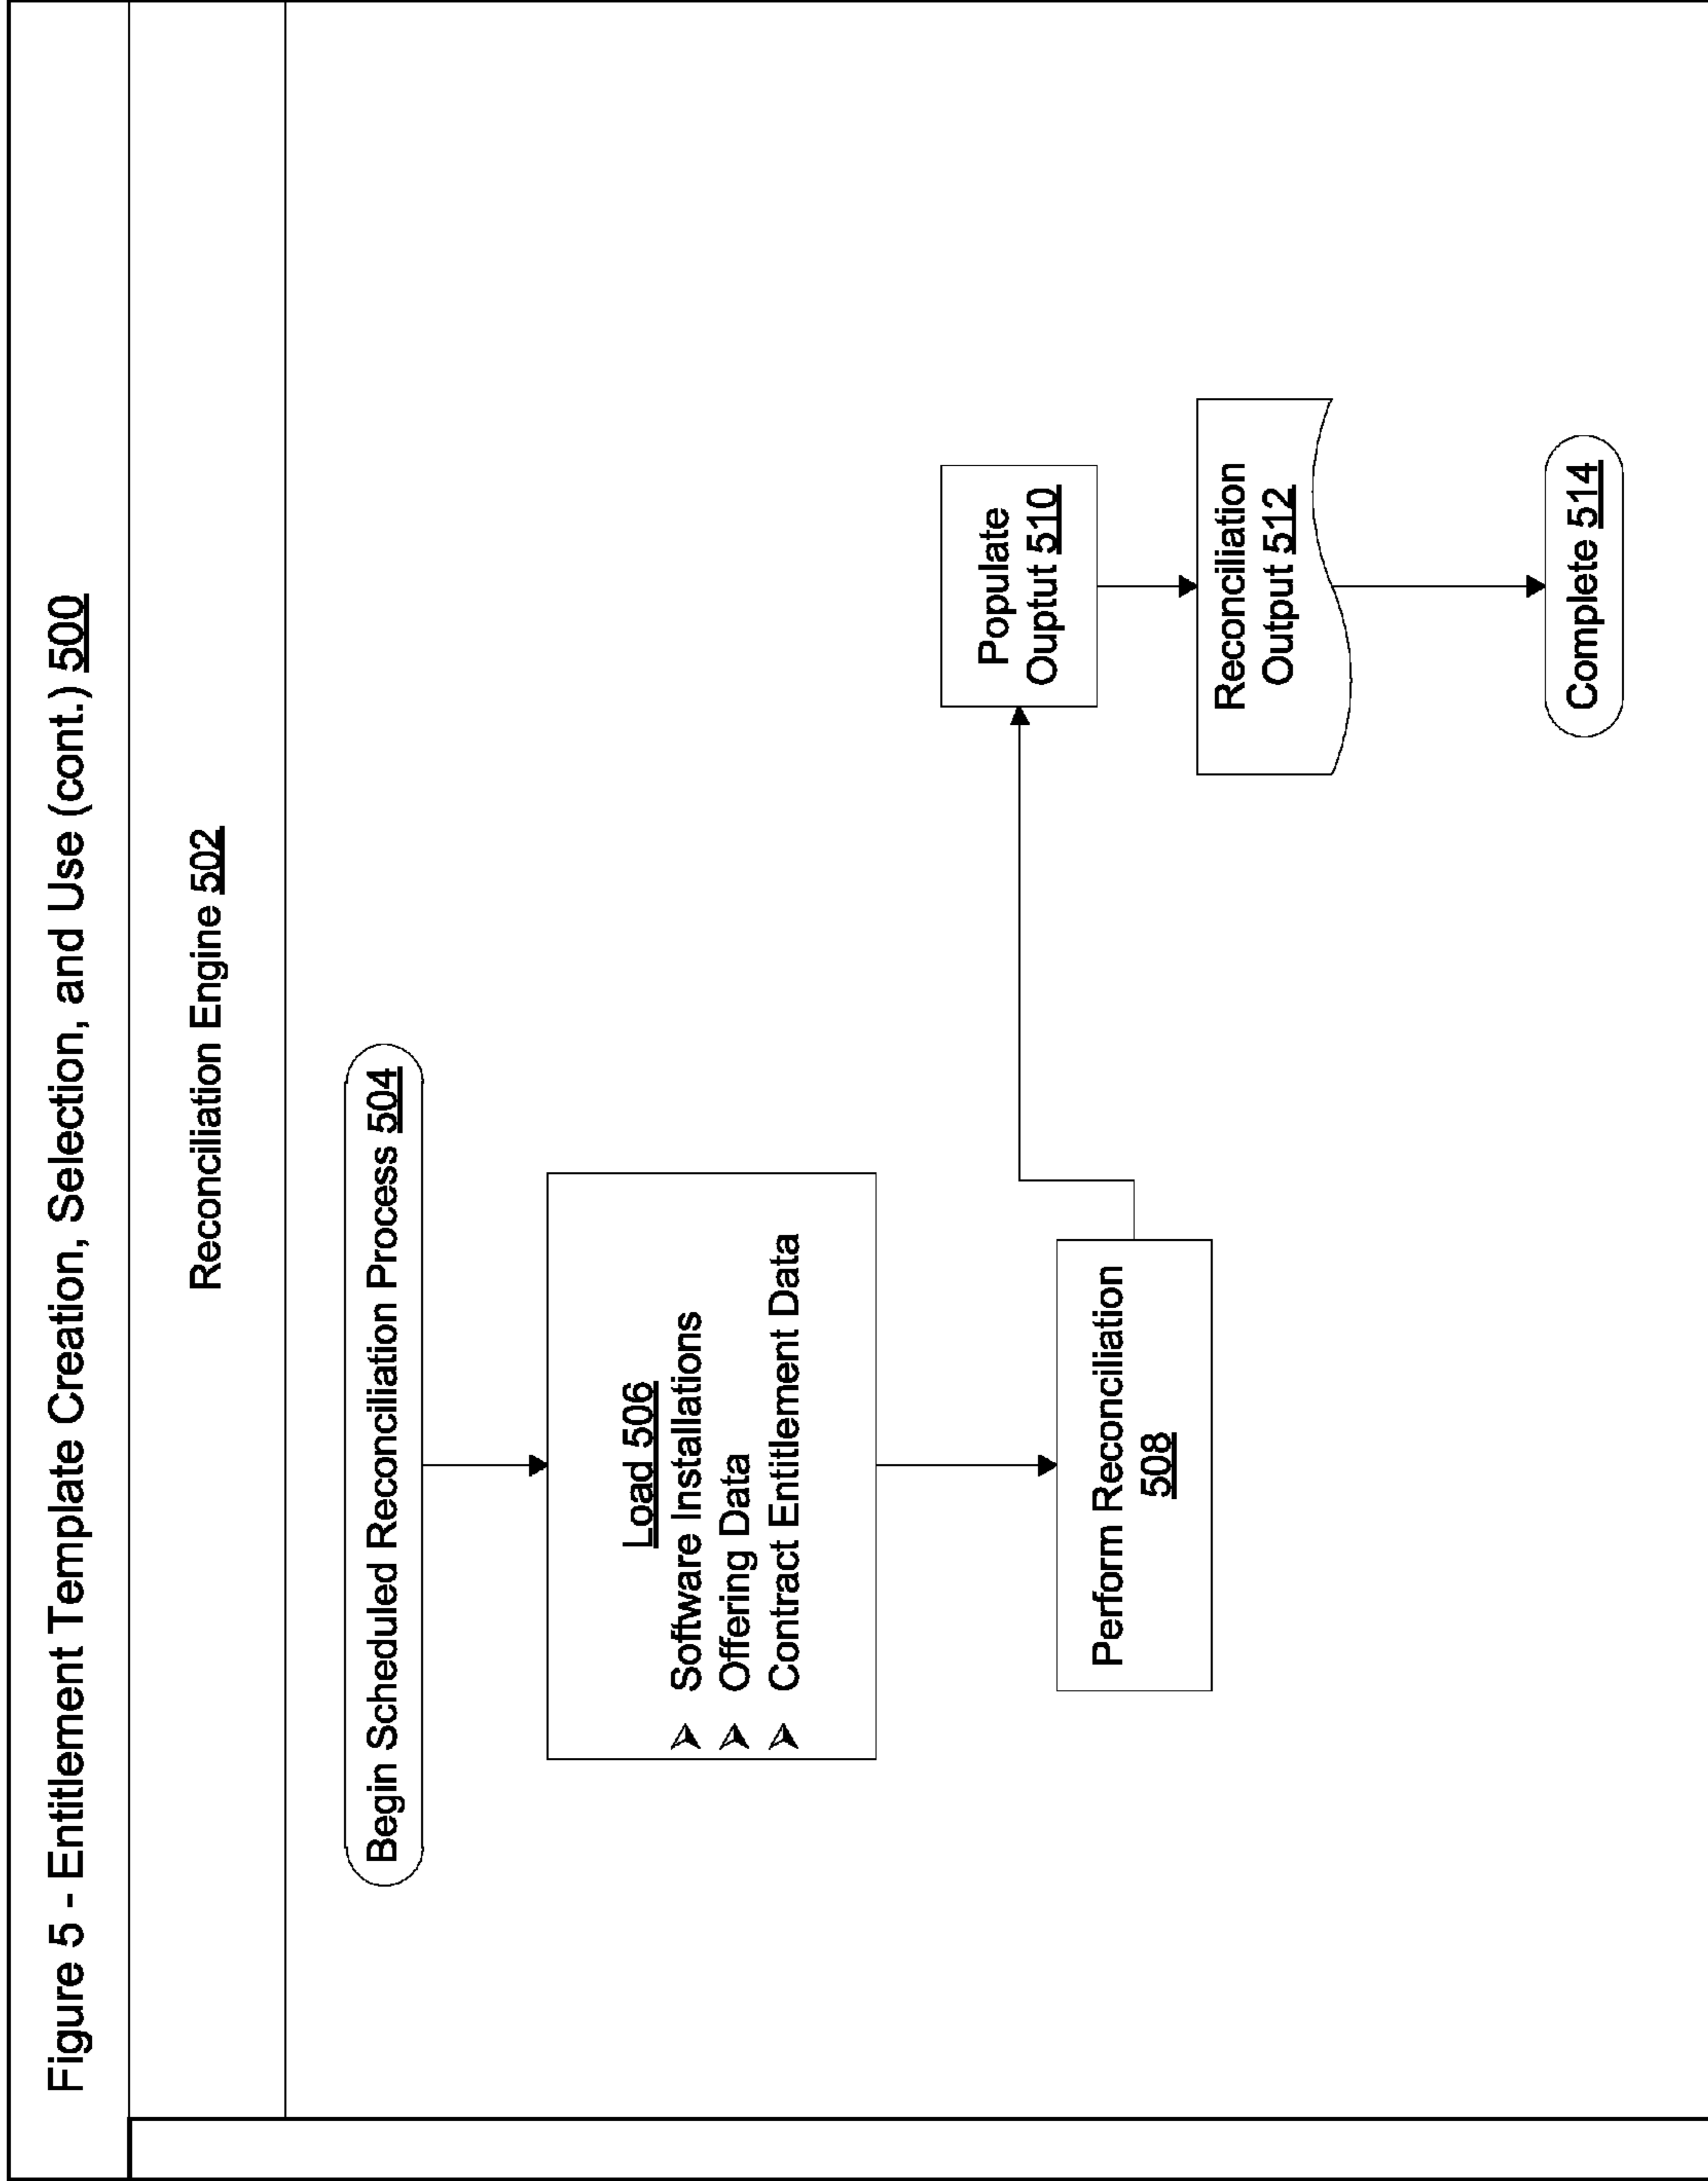 Figure 5 - Entitlement Template Creation, Selection, and Use (cont.) 500
Reconciliation Engine 502
Begin Scheduled Reconciliation Process 504
Load 506
Software Installations
Offering Data
Contract Entitlement Data
Perform Reconciliation
508
Populate
Ouptut 510
Reconciliation
Output 512
Complete 514